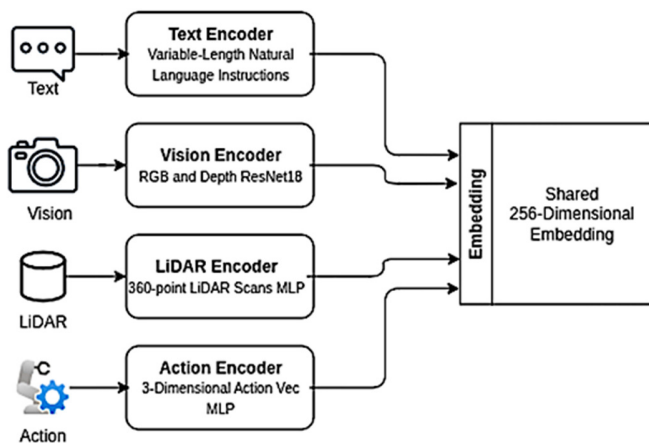 Text
Text Encoder
Variable-Length Natural
Language Instructions
Vision
Vision Encoder
RGB and Depth ResNet18
LiDAR
LiDAR Encoder
360-point LiDAR Scans MLP
Action
Action Encoder
3-Dimensional Action Vec
MLP
Embedding
Shared
256-Dimensional
Embedding